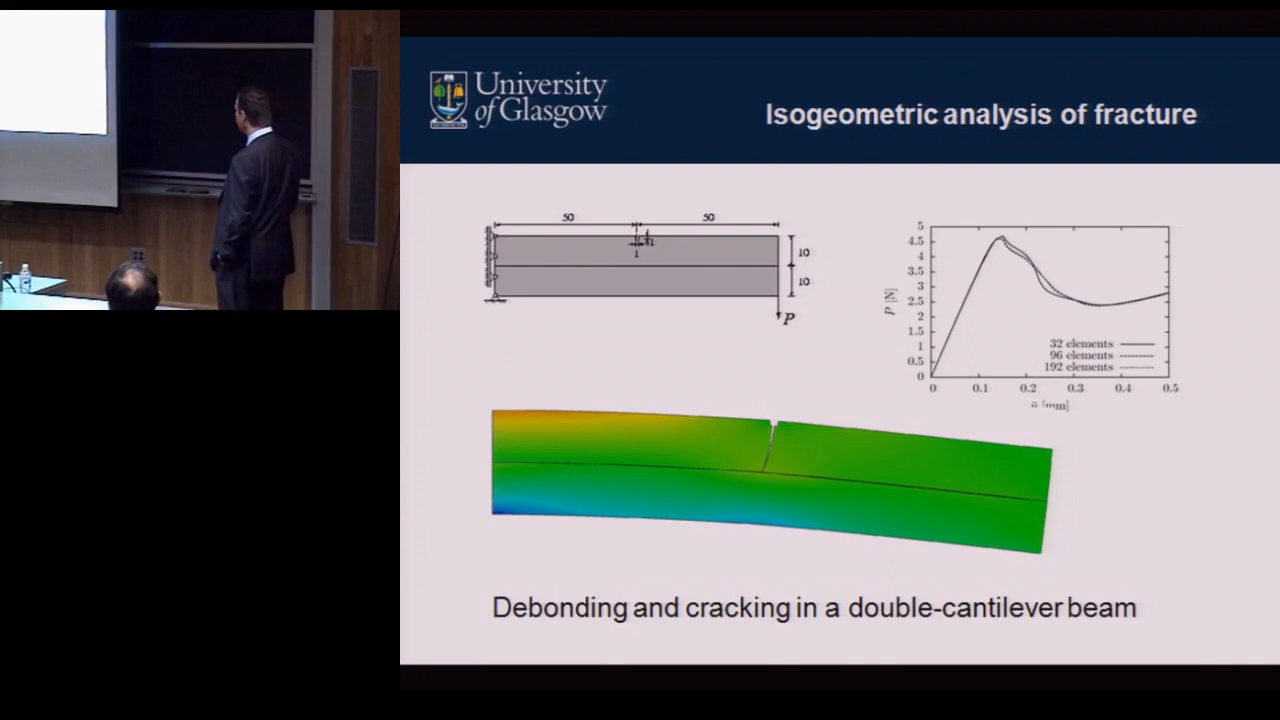 University
of Glasgow
Isogeometric analysis of fracture
50
50
1
1
10
10
P
5
4.5
4
3.5
3
2.5
2
1.5
1
0.5
0
P [N]
32 elements
96 elements
192 elements
0
0.1
0.2
0.3
0.4
0.5
[mm]
Debonding and cracking in a double-cantilever beam